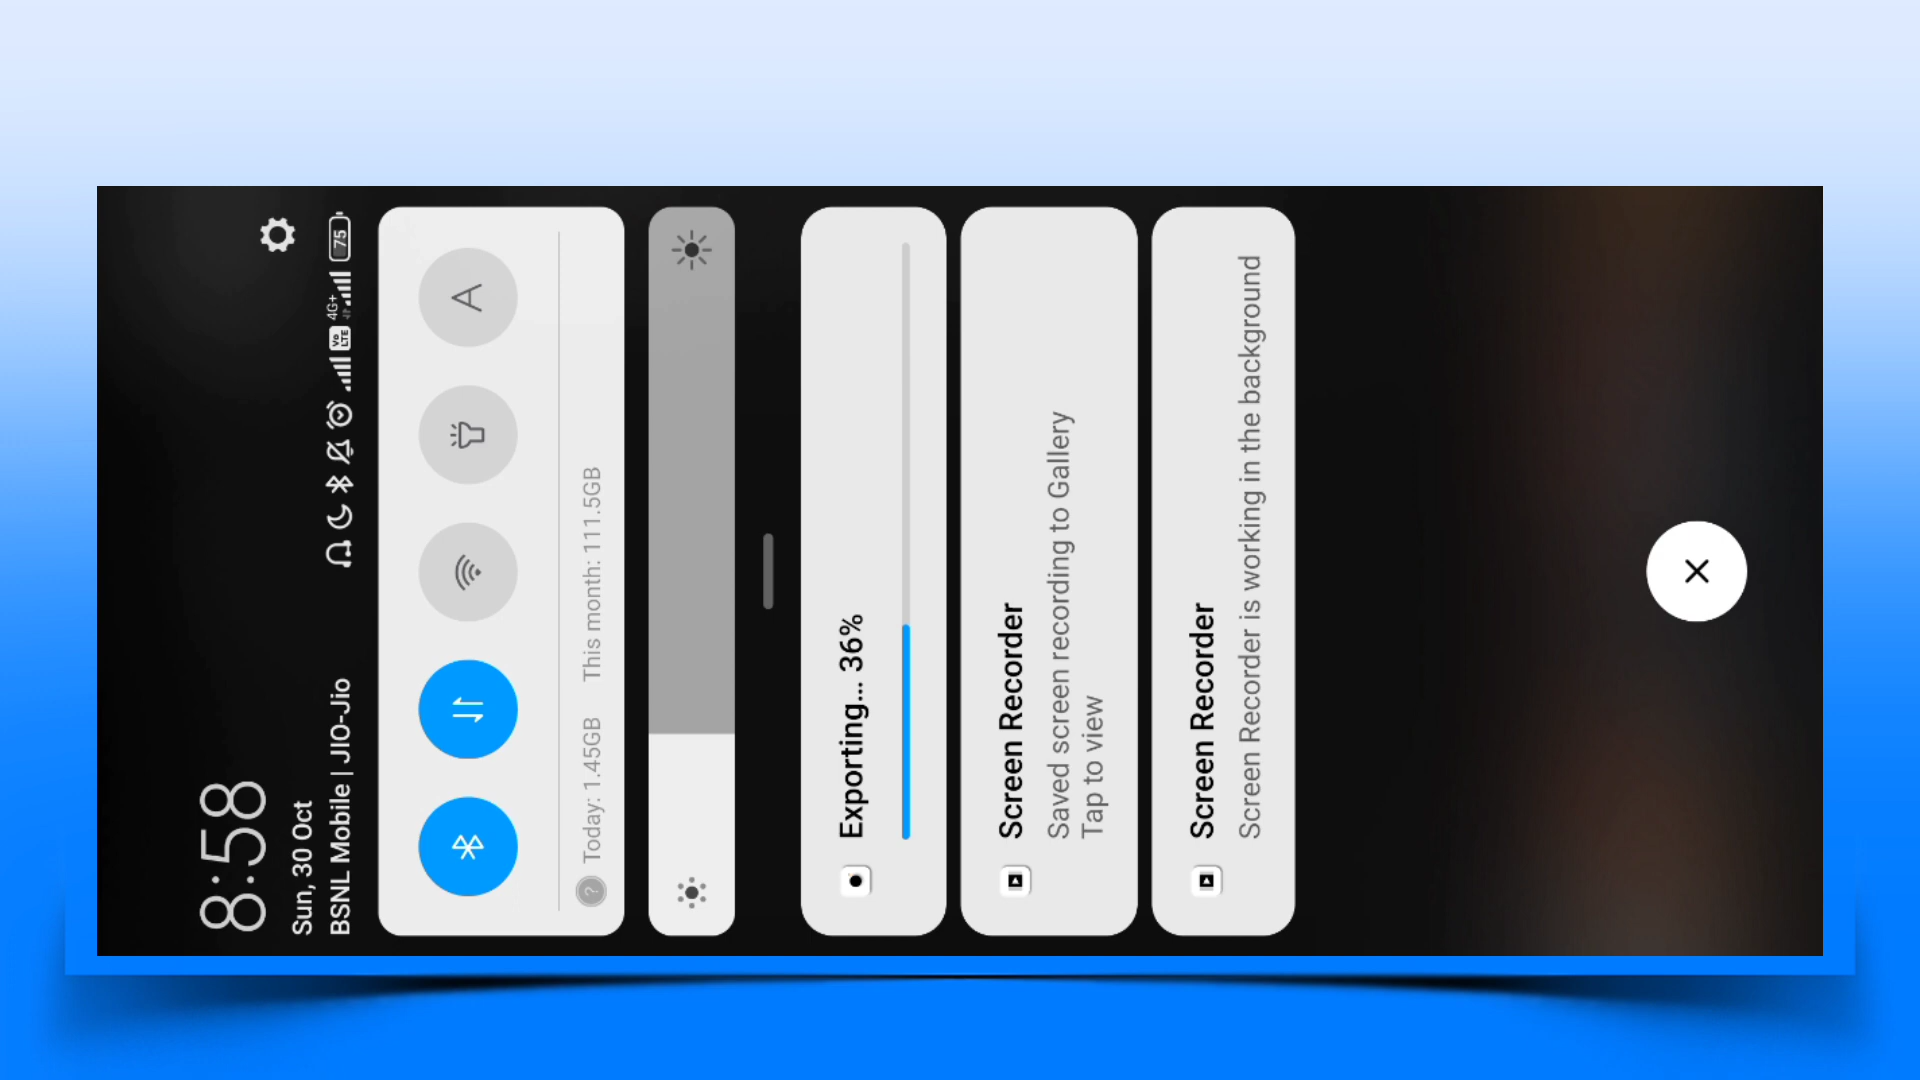 8:58
Sun, 30 Oct
BSNL Mobile | JIO-Jio
Vo LTE 4G+ 75
A
Today: 1.45GB This month: 111.5GB
Exporting... 36%
Screen Recorder
Saved screen recording to Gallery
Tap to view
Screen Recorder
Screen Recorder is working in the background